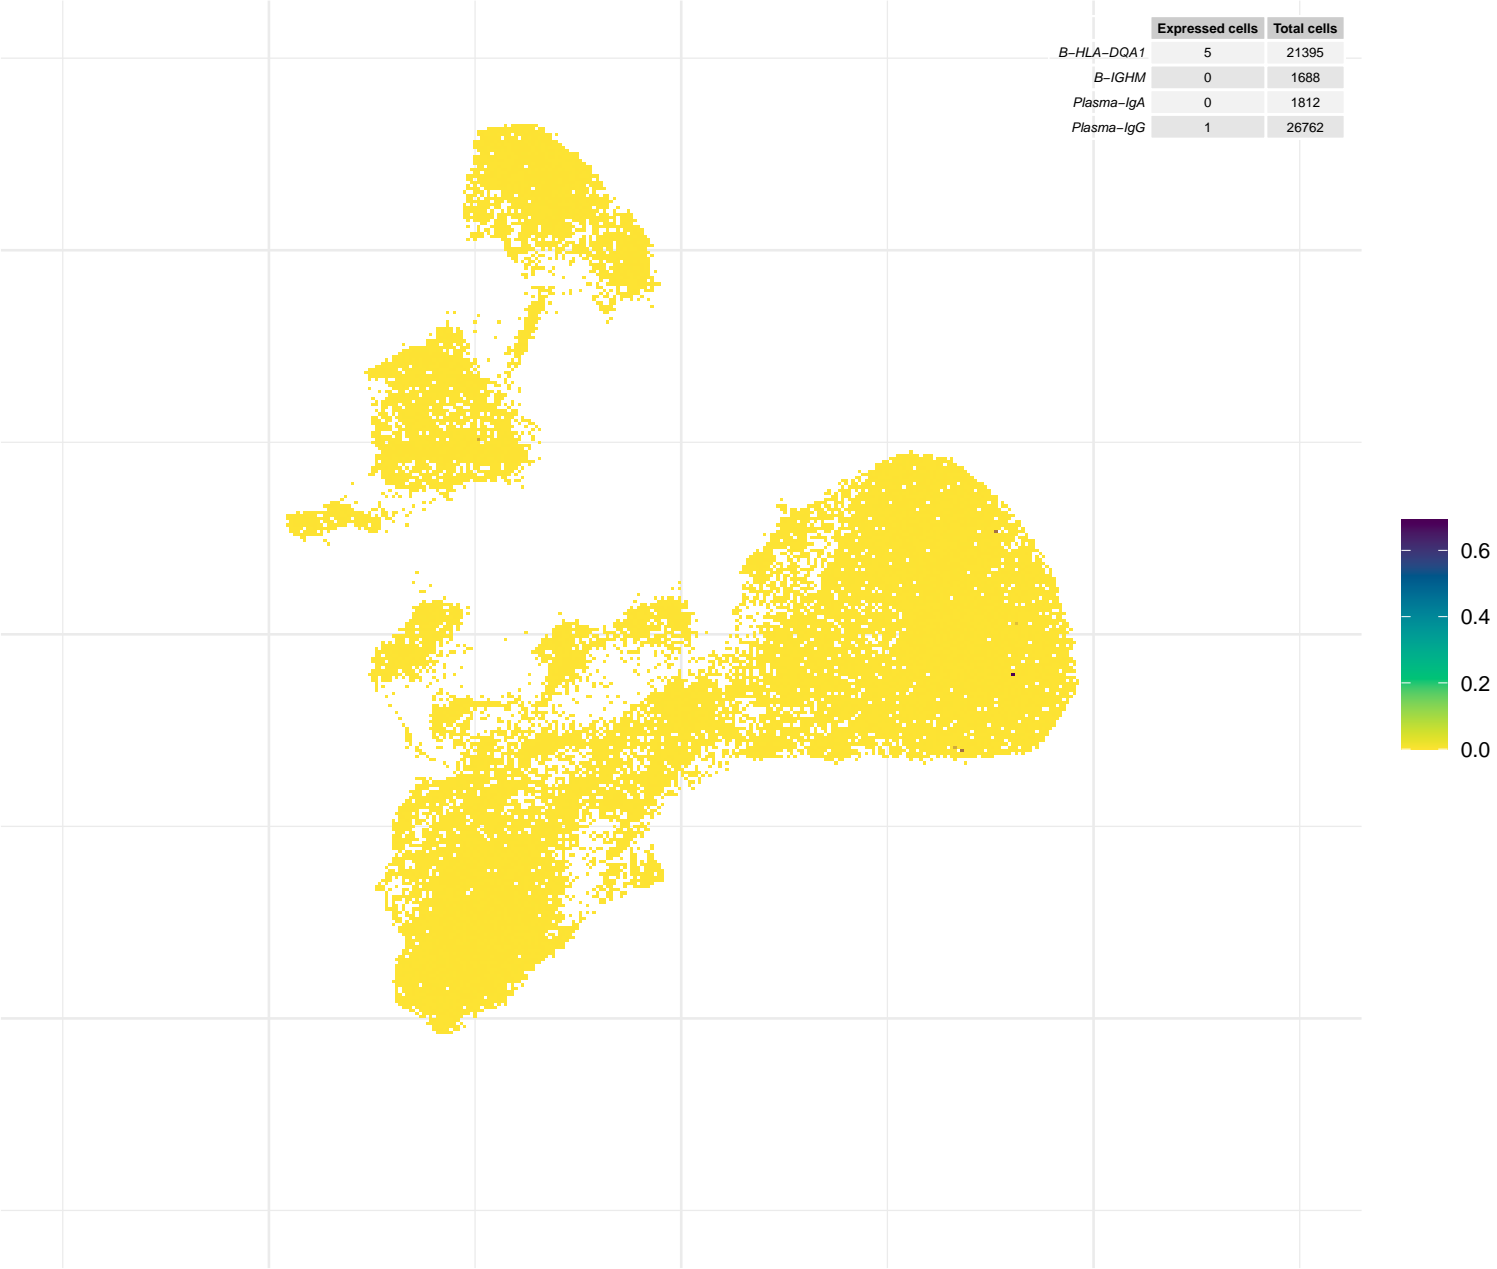 Expressed cells Total cells
B−HLA−DQA1 5 21395
B−IGHM 0 1688
Plasma−IgA 0 1812
Plasma−IgG 1 26762
0.6
0.4
0.2
0.0